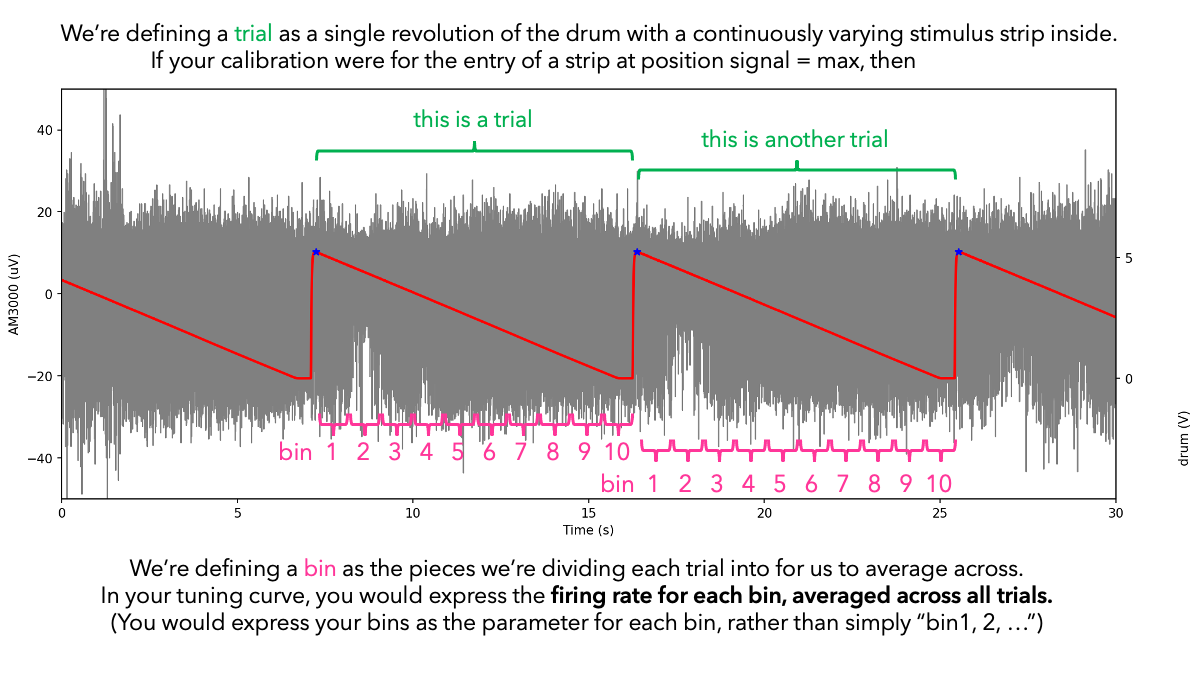 We’re defining a trial as a single revolution of the drum with a continuously varying stimulus strip inside.
If your calibration were for the entry of a strip at position signal = max, then
this is a trial
this is another trial
40
20
0
−20
−40
AM3000 (uV)
5
0
drum (V)
bin 1 2 3 4 5 6 7 8 9 10
bin 1 2 3 4 5 6 7 8 9 10
0 5 10 15 20 25 30
Time (s)
We’re defining a bin as the pieces we’re dividing each trial into for us to average across.
In your tuning curve, you would express the firing rate for each bin, averaged across all trials.
(You would express your bins as the parameter for each bin, rather than simply “bin1, 2, …”)